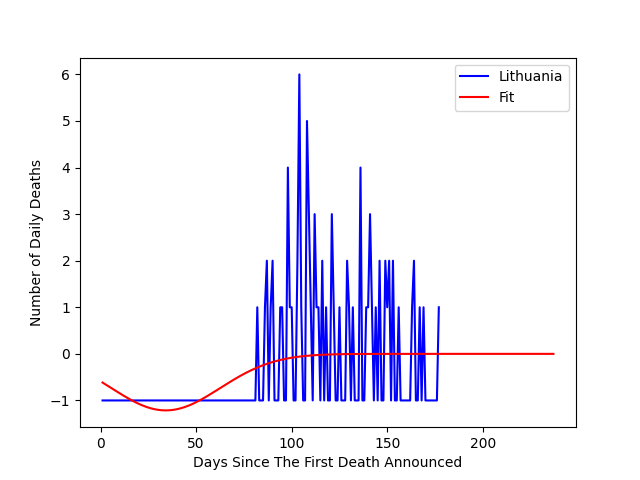 Lithuania
Fit
6
5
4
3
2
1
0
−1
Number of Daily Deaths
0 50 100 150 200
Days Since The First Death Announced